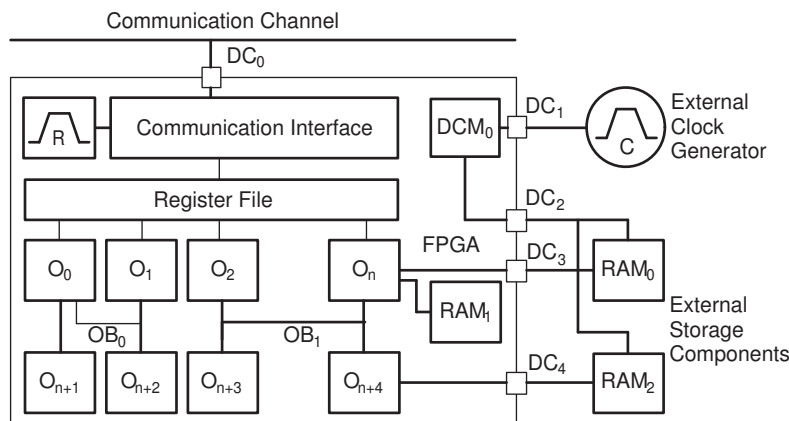 Communication Channel
DC₀
R
Communication Interface
DCM₀
DC₁
C
External
Clock
Generator
Register File
DC₂
O₀
O₁
O₂
Oₙ
FPGA
DC₃
RAM₀
RAM₁
OB₀
OB₁
External
Storage
Components
Oₙ₊₁
Oₙ₊₂
Oₙ₊₃
Oₙ₊₄
DC₄
RAM₂